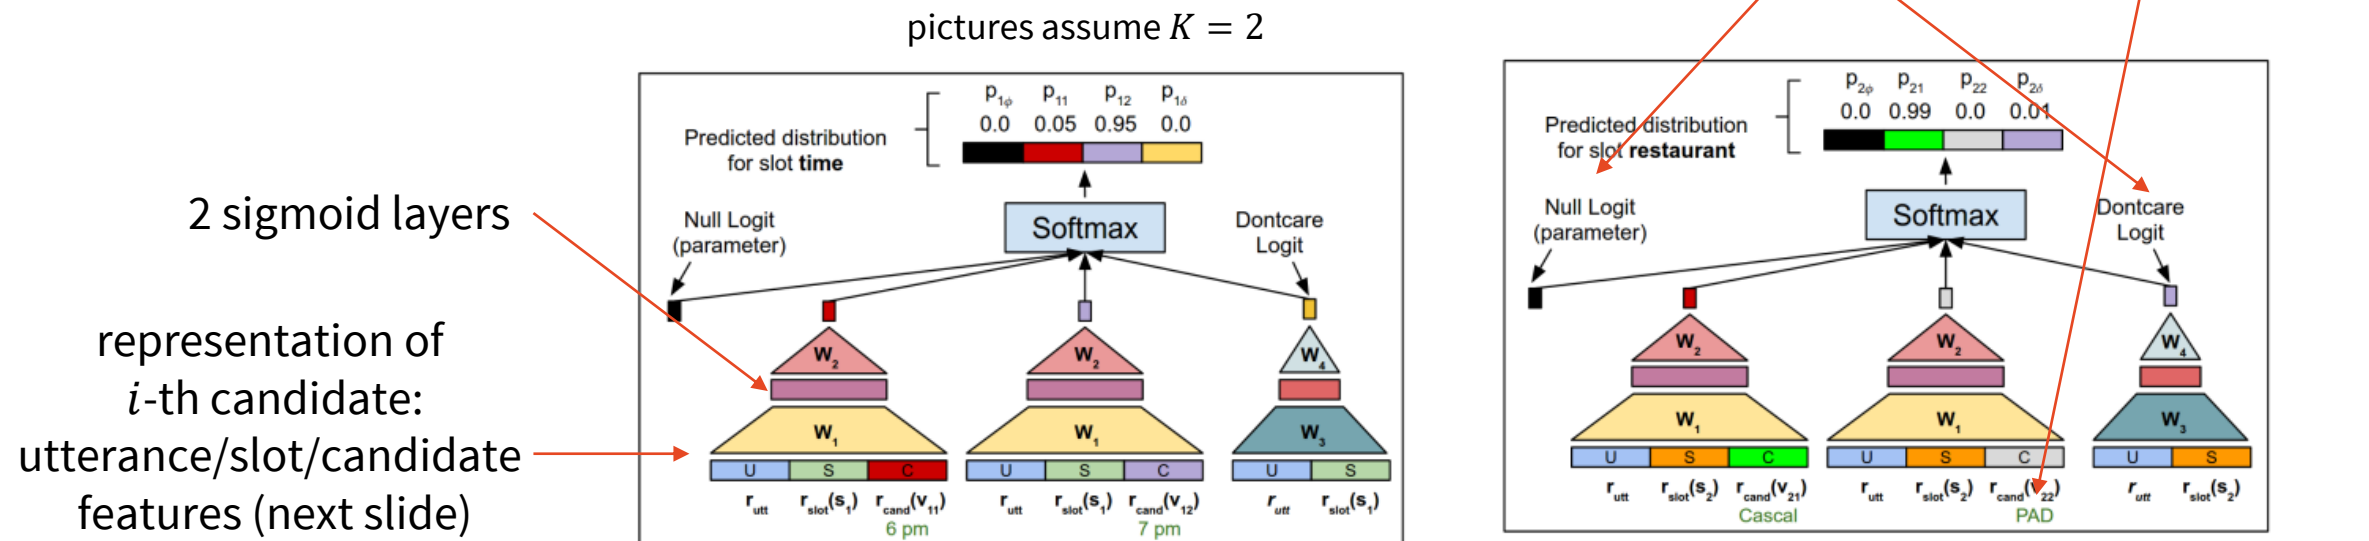 pictures assume K = 2
2 sigmoid layers
representation of
i-th candidate:
utterance/slot/candidate
features (next slide)
p1ϕ p11 p12 p1δ
0.0 0.05 0.95 0.0
Predicted distribution
for slot time
Null Logit
(parameter)
Softmax
Dontcare
Logit
W2 W2 W4
W1 W1 W3
U S C U S C U S
rutt rslot(s1) rcand(v11) rutt rslot(s1) rcand(v12) rutt rslot(s1)
6 pm 7 pm
p2ϕ p21 p22 p2δ
0.0 0.99 0.0 0.01
Predicted distribution
for slot restaurant
Null Logit
(parameter)
Softmax
Dontcare
Logit
W2 W2 W4
W1 W1 W3
U S C U S C U S
rutt rslot(s2) rcand(v21) rutt rslot(s2) rcand(v22) rutt rslot(s2)
Cascal PAD